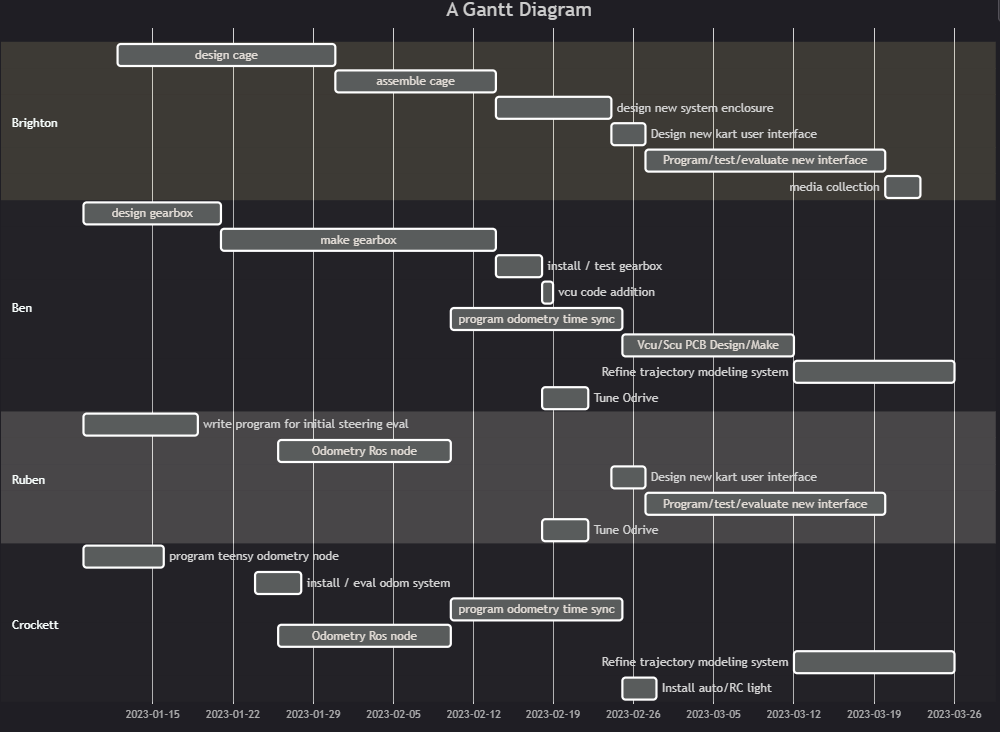 A Gantt Diagram
design cage
assemble cage
design new system enclosure
Brighton
Design new kart user interface
Program/test/evaluate new interface
media collection
design gearbox
make gearbox
install / test gearbox
vcu code addition
Ben
program odometry time sync
Vcu/Scu PCB Design/Make
Refine trajectory modeling system
Tune Odrive
write program for initial steering eval
Odometry Ros node
Ruben
Design new kart user interface
Program/test/evaluate new interface
Tune Odrive
program teensy odometry node
install / eval odom system
program odometry time sync
Crockett
Odometry Ros node
Refine trajectory modeling system
Install auto/RC light
2023-01-15 2023-01-22 2023-01-29 2023-02-05 2023-02-12 2023-02-19 2023-02-26 2023-03-05 2023-03-12 2023-03-19 2023-03-26